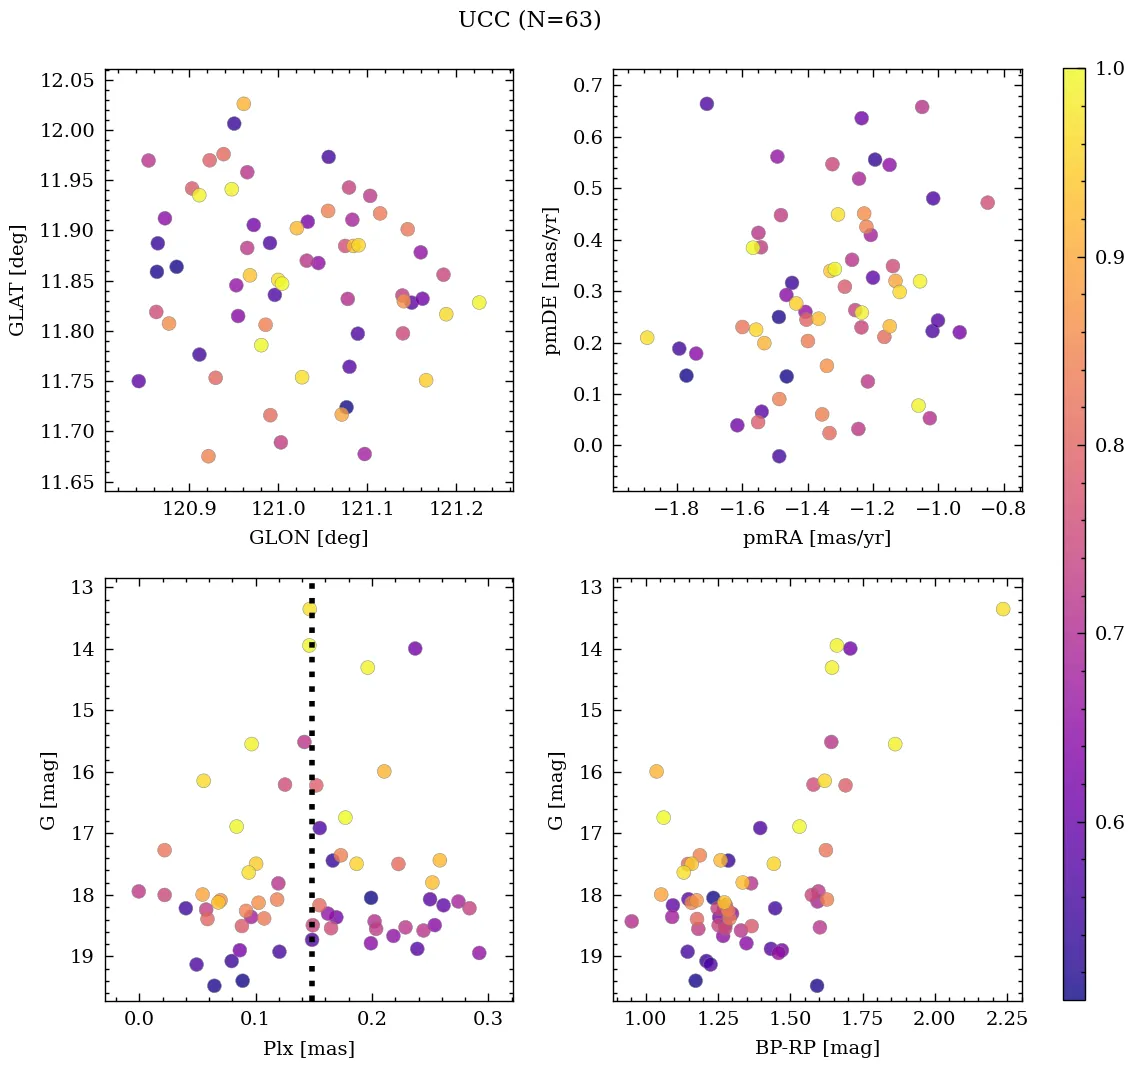 UCC (N=63)
12.05
12.00
11.95
11.90
11.85
11.80
11.75
11.70
11.65
GLAT [deg]
120.9 121.0 121.1 121.2
GLON [deg]
0.7
0.6
0.5
0.4
0.3
0.2
0.1
0.0
pmDE [mas/yr]
−1.8 −1.6 −1.4 −1.2 −1.0 −0.8
pmRA [mas/yr]
13
14
15
16
17
18
19
G [mag]
0.0 0.1 0.2 0.3
Plx [mas]
13
14
15
16
17
18
19
G [mag]
1.00 1.25 1.50 1.75 2.00 2.25
BP-RP [mag]
1.0
0.9
0.8
0.7
0.6